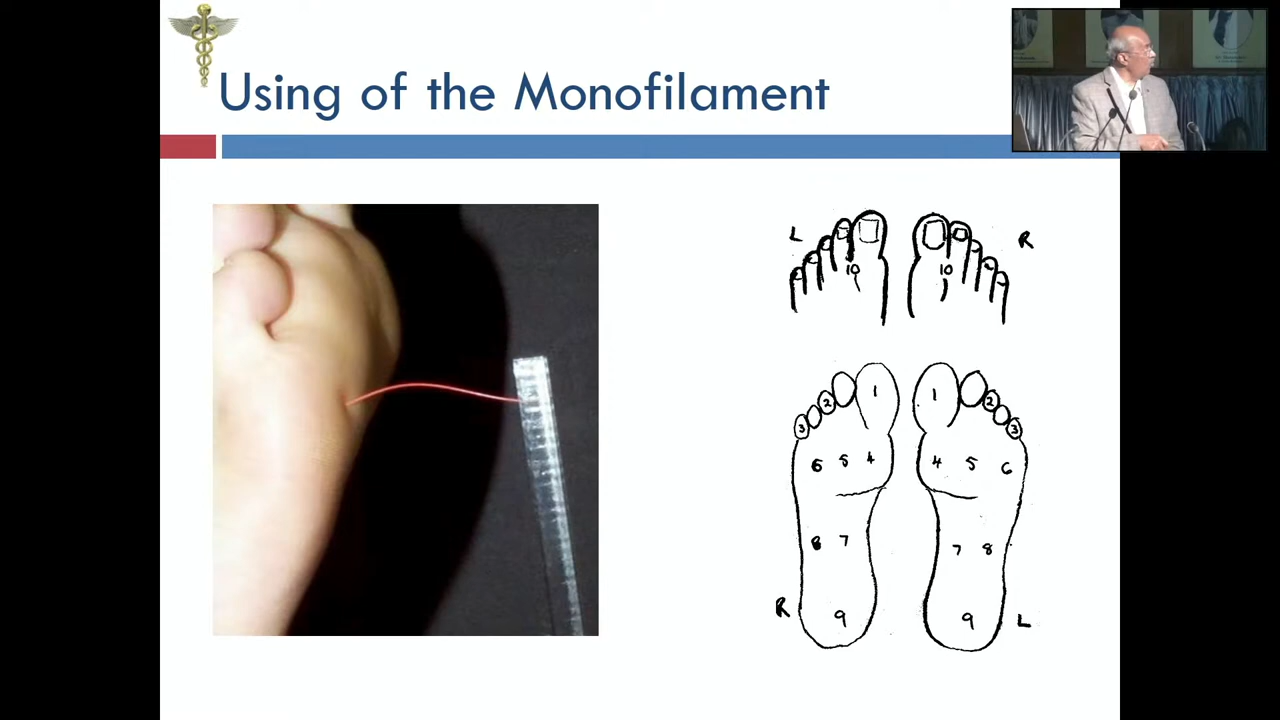 Using of the Monofilament
L R
10 10
1 1
2 2
3 3
6 5 4 4 5 6
8 7 7 8
R 9 9 L